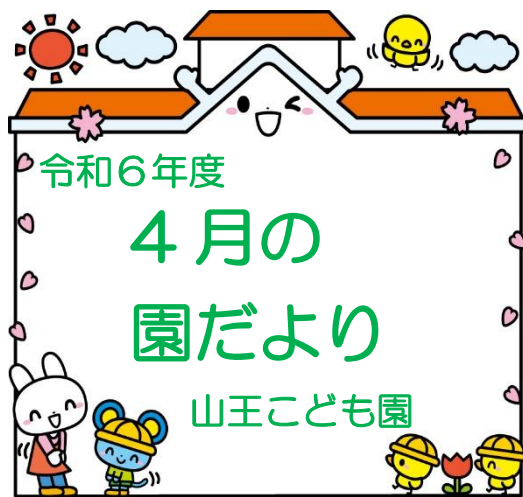 令和６年度
４月の
園だより
山王こども園